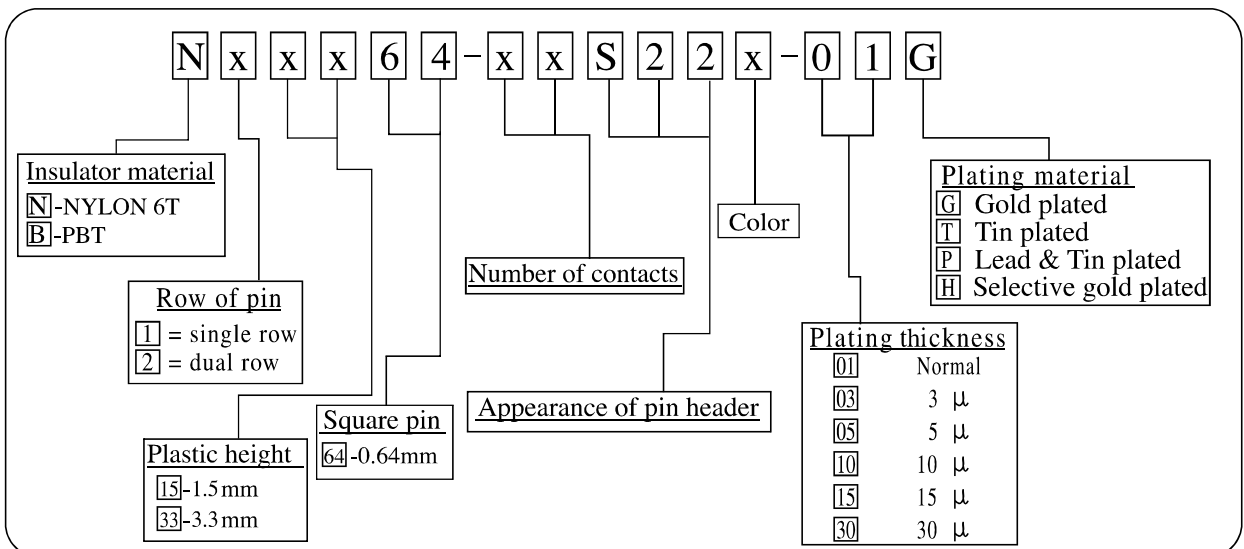 N x x x 6 4 - x x S 2 2 x - 0 1 G
Insulator material
N-NYLON 6T
B-PBT
Row of pin
1 = single row
2 = dual row
Plastic height
15-1.5mm
33-3.3mm
Square pin
64-0.64mm
Number of contacts
Appearance of pin header
Color
Plating thickness
01 Normal
03 3 μ
05 5 μ
10 10 μ
15 15 μ
30 30 μ
Plating material
G Gold plated
T Tin plated
P Lead & Tin plated
H Selective gold plated